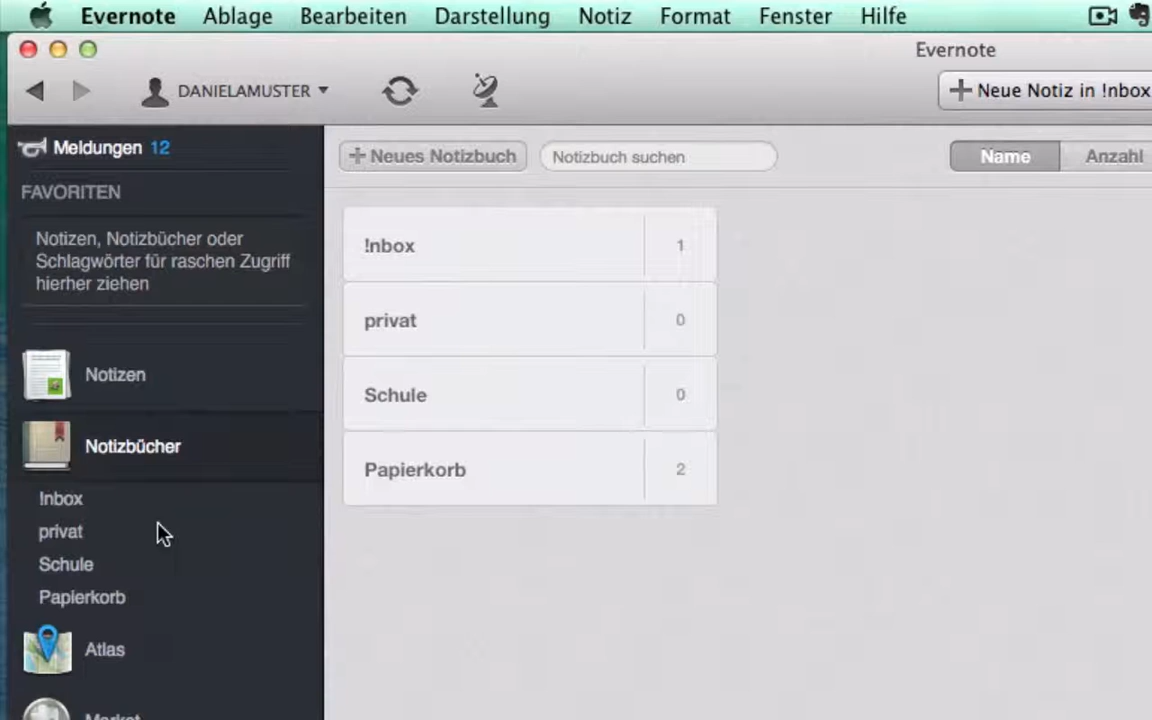 Evernote Ablage Bearbeiten Darstellung Notiz Format Fenster Hilfe
Evernote
DANIELAMUSTER
Neue Notiz in !nbox
Meldungen 12
FAVORITEN
Notizen, Notizbücher oder
Schlagwörter für raschen Zugriff
hierher ziehen
Notizen
Notizbücher
!nbox
privat
Schule
Papierkorb
Atlas
Market
Neues Notizbuch
Notizbuch suchen
Name Anzahl
!nbox 1
privat 0
Schule 0
Papierkorb 2